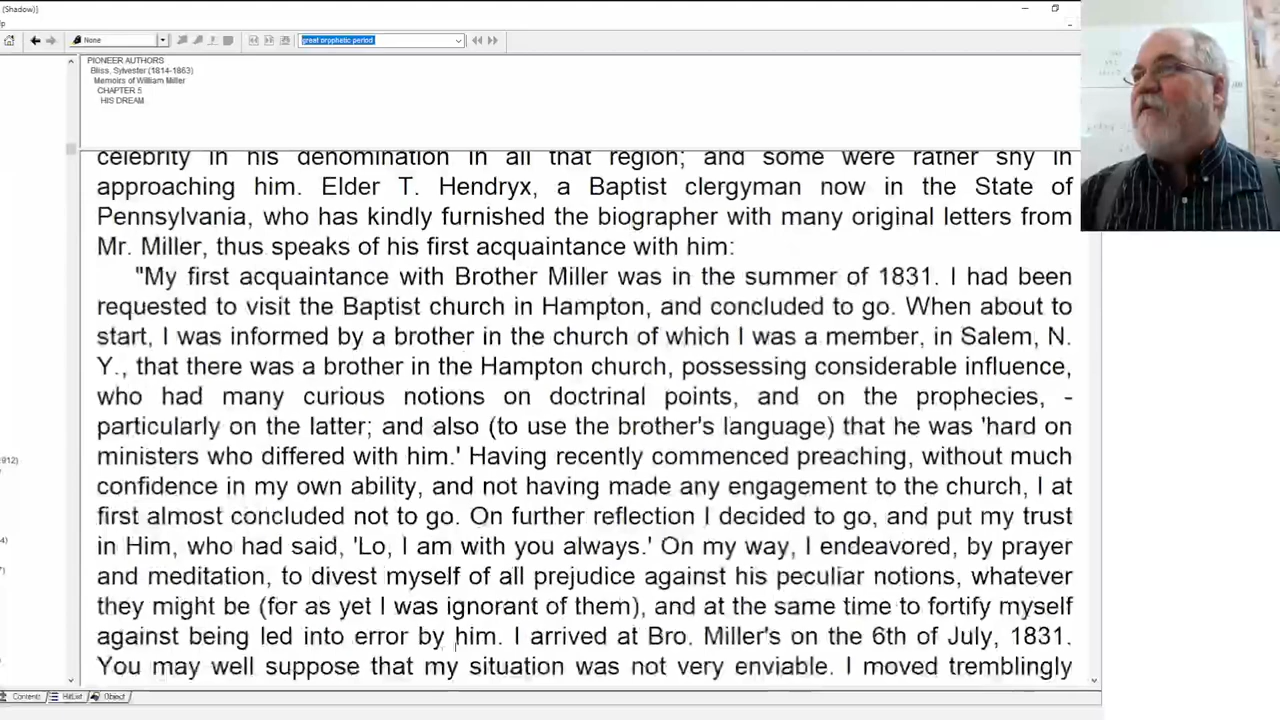 (Shadow)]
lp
None
great prophetic period
PIONEER AUTHORS
Bliss, Sylvester (1814-1863)
Memoirs of William Miller
CHAPTER 5
HIS DREAM
celebrity in his denomination in all that region; and some were rather shy in
approaching him. Elder T. Hendryx, a Baptist clergyman now in the State of
Pennsylvania, who has kindly furnished the biographer with many original letters from
Mr. Miller, thus speaks of his first acquaintance with him:
"My first acquaintance with Brother Miller was in the summer of 1831. I had been
requested to visit the Baptist church in Hampton, and concluded to go. When about to
start, I was informed by a brother in the church of which I was a member, in Salem, N.
Y., that there was a brother in the Hampton church, possessing considerable influence,
who had many curious notions on doctrinal points, and on the prophecies, -
particularly on the latter; and also (to use the brother's language) that he was 'hard on
ministers who differed with him.' Having recently commenced preaching, without much
confidence in my own ability, and not having made any engagement to the church, I at
first almost concluded not to go. On further reflection I decided to go, and put my trust
in Him, who had said, 'Lo, I am with you always.' On my way, I endeavored, by prayer
and meditation, to divest myself of all prejudice against his peculiar notions, whatever
they might be (for as yet I was ignorant of them), and at the same time to fortify myself
against being led into error by him. I arrived at Bro. Miller's on the 6th of July, 1831.
You may well suppose that my situation was not very enviable. I moved tremblingly
1912)
4)
7)
Contents
HitList
Object